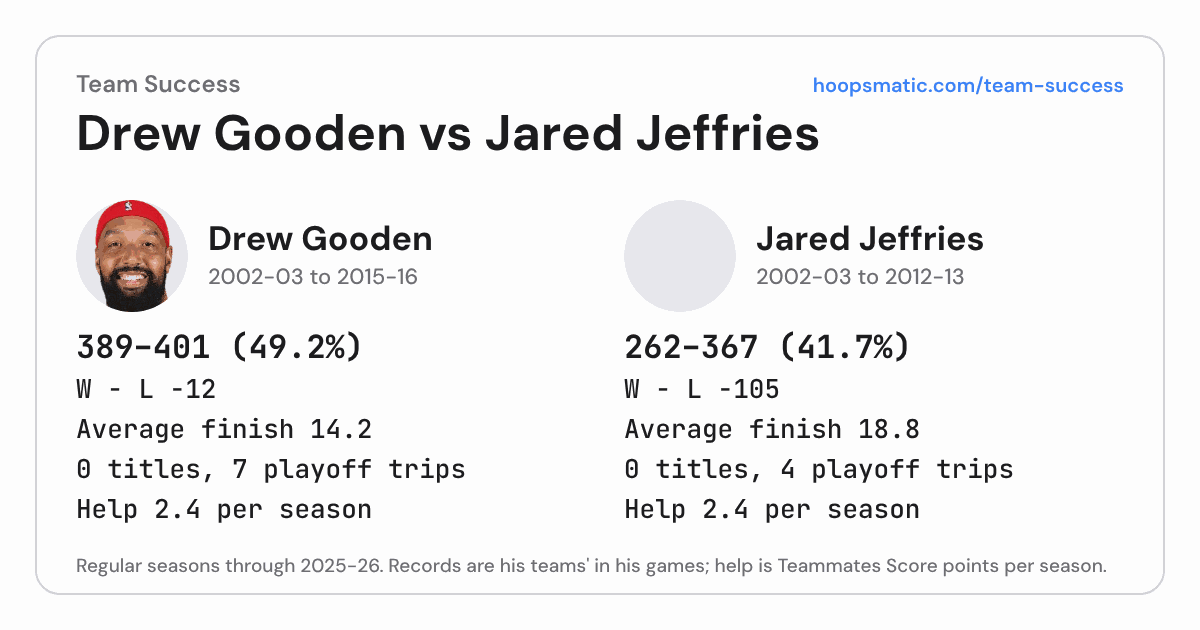 Team Success
hoopsmatic.com/team-success
Drew Gooden vs Jared Jeffries
Drew Gooden
2002-03 to 2015-16
389-401 (49.2%)
W - L -12
Average finish 14.2
0 titles, 7 playoff trips
Help 2.4 per season
Jared Jeffries
2002-03 to 2012-13
262-367 (41.7%)
W - L -105
Average finish 18.8
0 titles, 4 playoff trips
Help 2.4 per season
Regular seasons through 2025-26. Records are his teams' in his games; help is Teammates Score points per season.